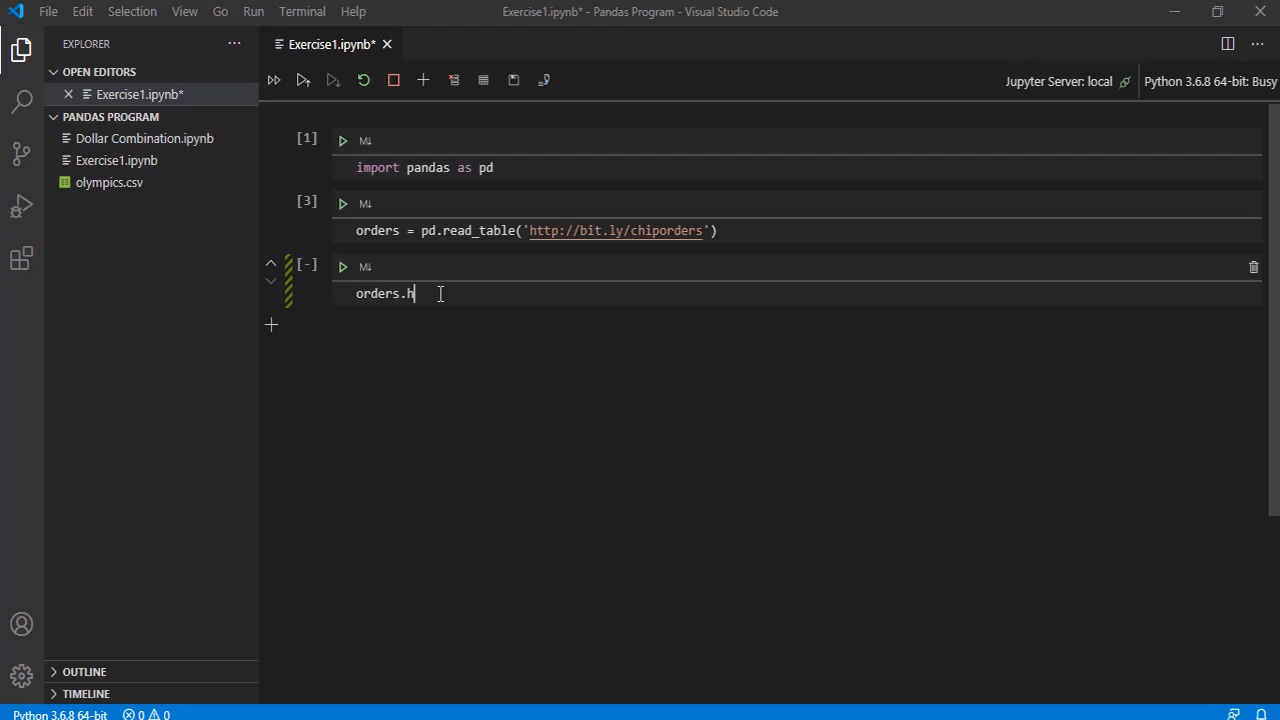 File Edit Selection View Go Run Terminal Help Exercise1.ipynb* - Pandas Program - Visual Studio Code
EXPLORER ···
Exercise1.ipynb*
OPEN EDITORS
Exercise1.ipynb*
Jupyter Server: local Python 3.6.8 64-bit: Busy
PANDAS PROGRAM
Dollar Combination.ipynb
Exercise1.ipynb
olympics.csv
[1] M↓
import pandas as pd
[3] M↓
orders = pd.read_table('http://bit.ly/chiporders')
[-] M↓
orders.h
OUTLINE
TIMELINE
Python 3.6.8 64-bit 0 0